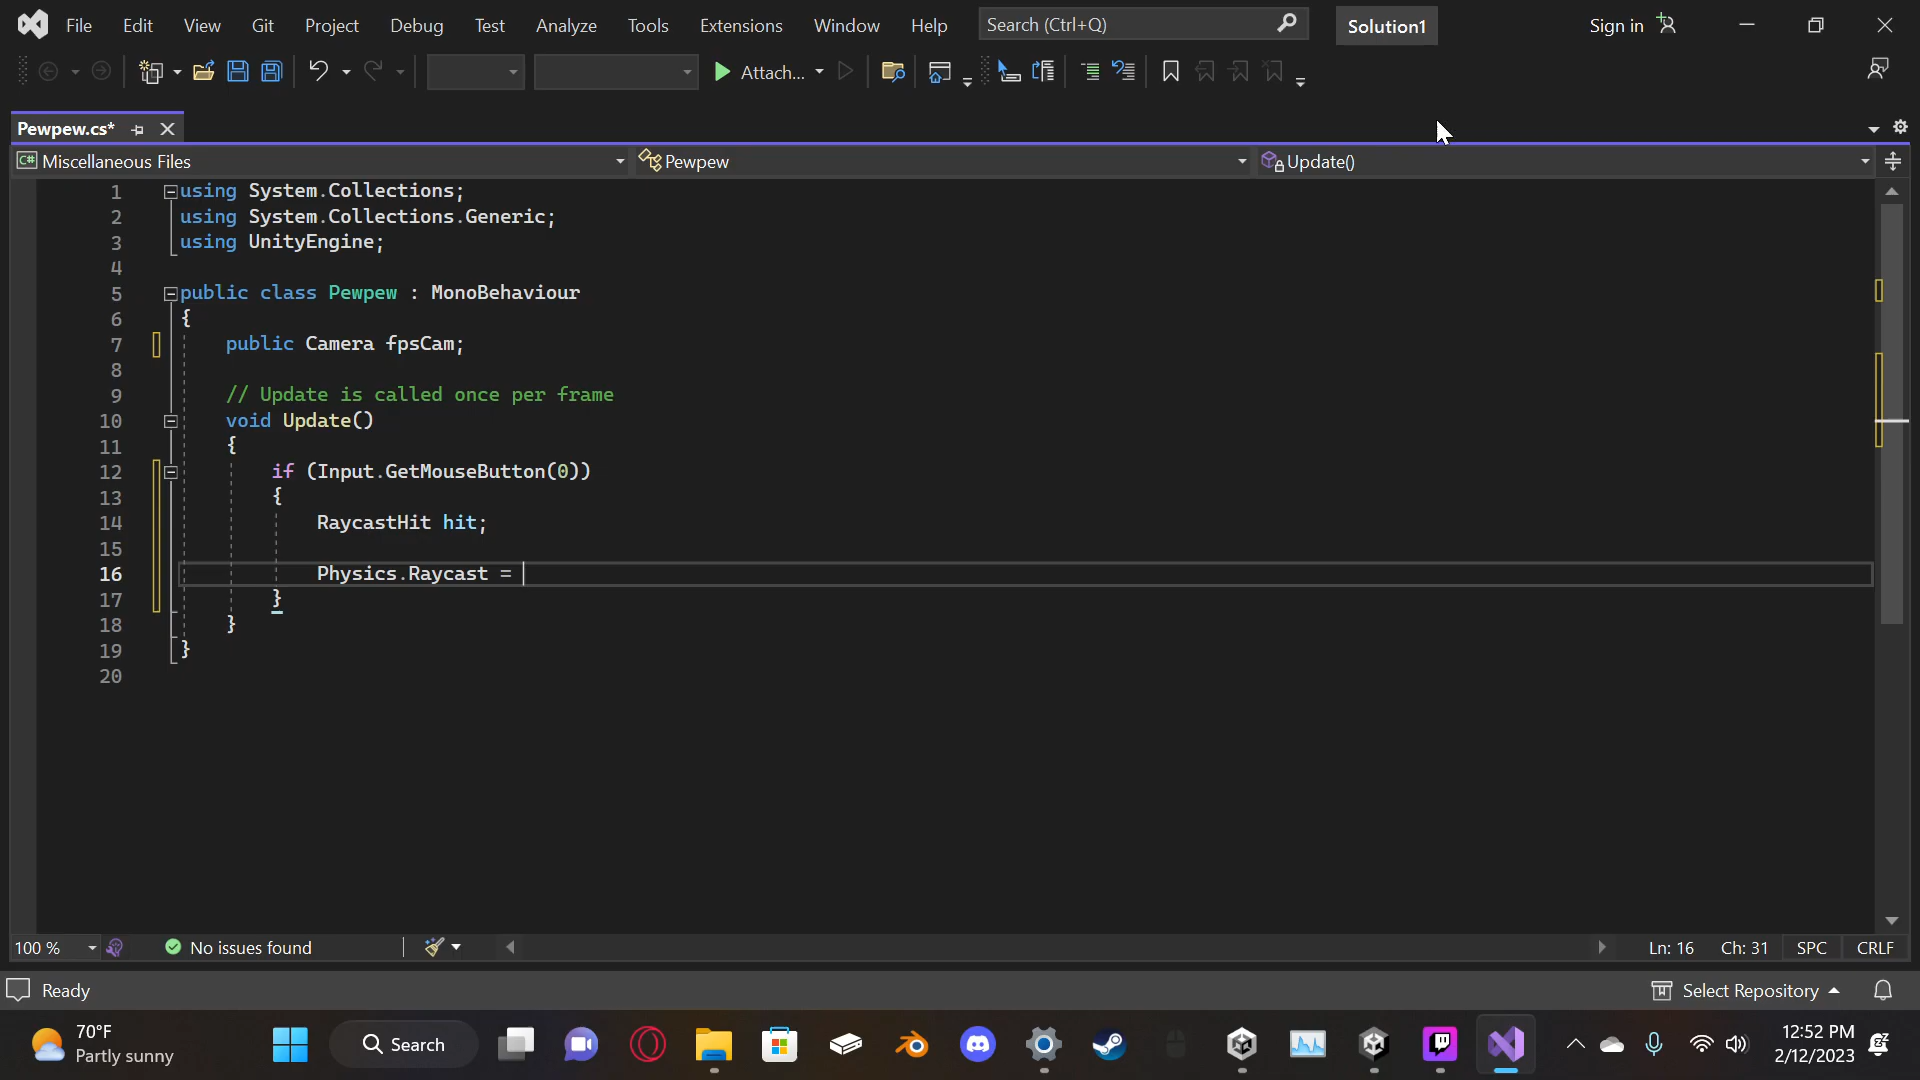 File Edit View Git Project Debug Test Analyze Tools Extensions Window Help Search (Ctrl+Q) Solution1 Sign in
Attach...
Pewpew.cs*
C# Miscellaneous Files Pewpew Update()
1 using System.Collections;
2 using System.Collections.Generic;
3 using UnityEngine;
4
5 public class Pewpew : MonoBehaviour
6 {
7 public Camera fpsCam;
8
9 // Update is called once per frame
10 void Update()
11 {
12 if (Input.GetMouseButton(0))
13 {
14 RaycastHit hit;
15
16 Physics.Raycast =
17 }
18 }
19 }
20
100 % No issues found Ln: 16 Ch: 31 SPC CRLF
Ready Select Repository
70°F
Partly sunny
Search
12:52 PM
2/12/2023